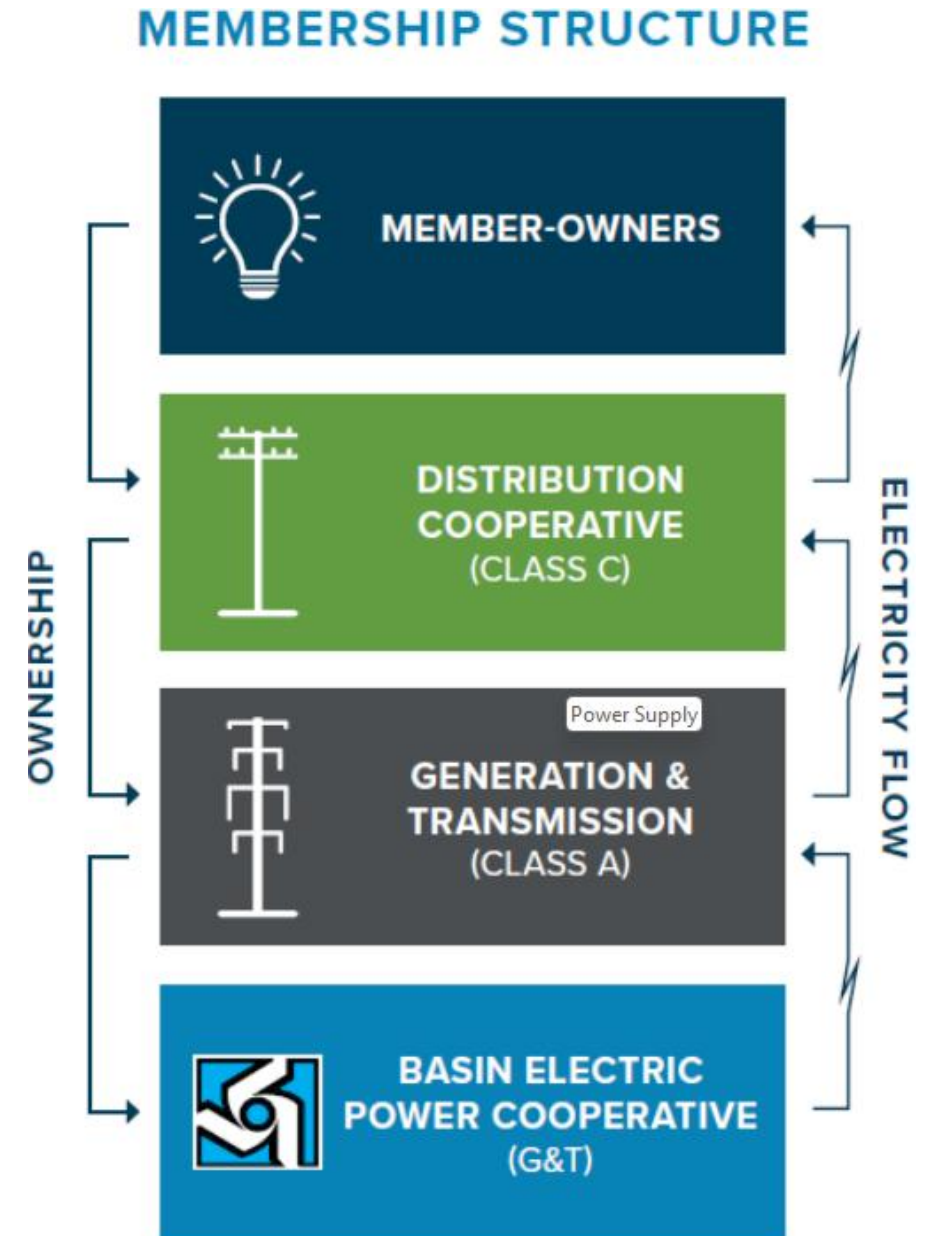 MEMBERSHIP STRUCTURE
MEMBER-OWNERS
DISTRIBUTION
COOPERATIVE
(CLASS C)
OWNERSHIP
ELECTRICITY FLOW
Power Supply
GENERATION &
TRANSMISSION
(CLASS A)
BASIN ELECTRIC
POWER COOPERATIVE
(G&T)